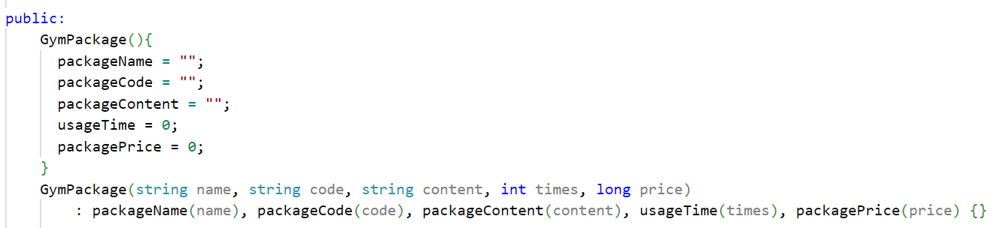 public:
GymPackage(){
packageName = "";
packageCode = "";
packageContent = "";
usageTime = 0;
packagePrice = 0;
}
GymPackage(string name, string code, string content, int times, long price)
: packageName(name), packageCode(code), packageContent(content), usageTime(times), packagePrice(price) {}